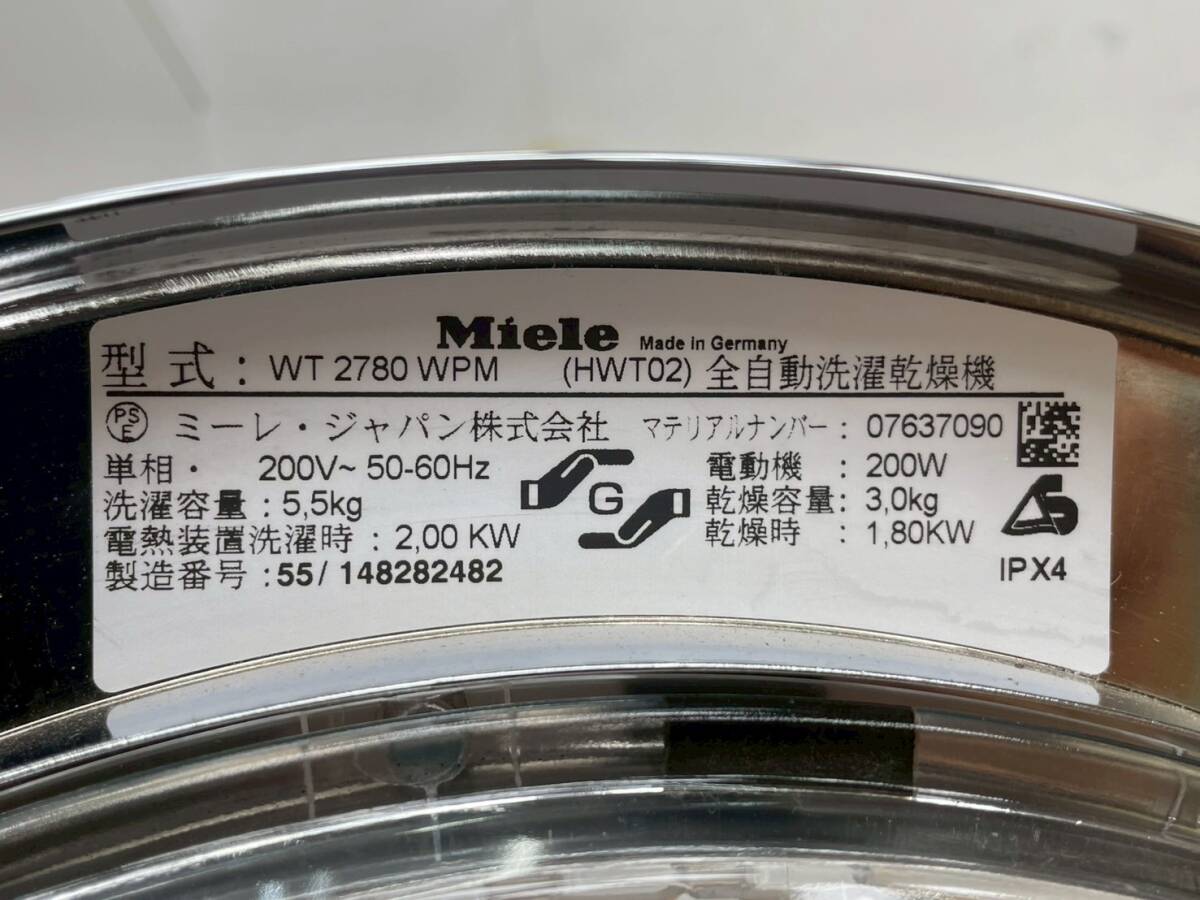 Miele Made in Germany
型 式： WT 2780 WPM (HWT02) 全自動洗濯乾燥機
PSE ミーレ・ジャパン株式会社 マテリアルナンバー： 07637090
単相・ 200V~ 50-60Hz 電動機 : 200W
洗濯容量 : 5,5kg G 乾燥容量 : 3,0kg
電熱装置洗濯時 : 2,00 KW 乾燥時 : 1,80KW
製造番号 : 55/ 148282482 IPX4